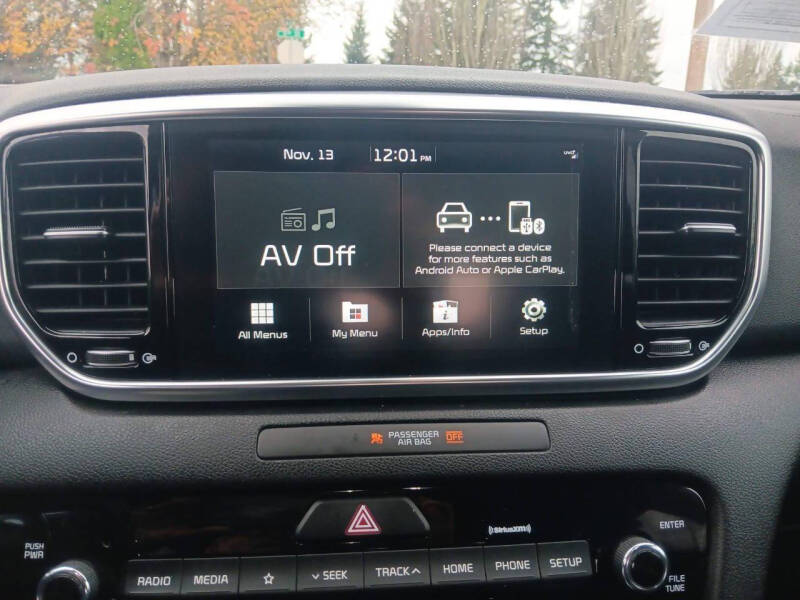 Nov. 13
12:01 PM
UVO
AV Off
Please connect a device
for more features such as
Android Auto or Apple CarPlay.
All Menus
My Menu
Apps/Info
Setup
PASSENGER
AIR BAG
OFF
PUSH
PWR
RADIO
MEDIA
SEEK
TRACK
HOME
PHONE
SETUP
SiriusXM
ENTER
FILE
TUNE